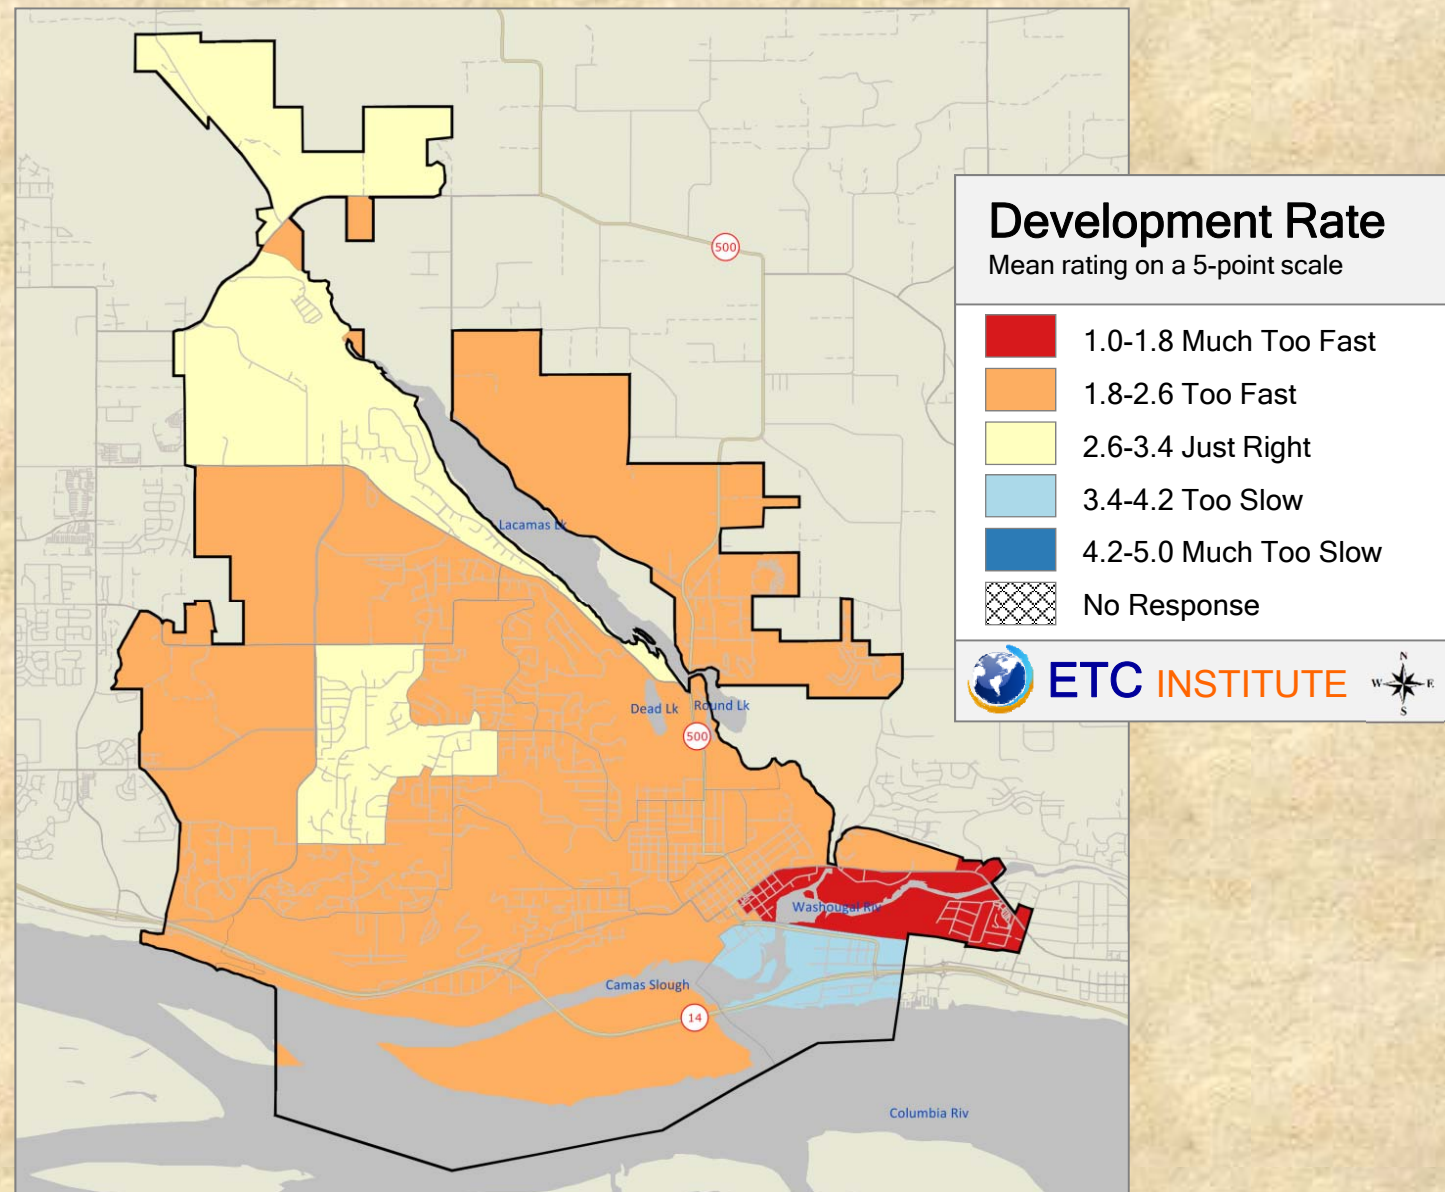 Development Rate
Mean rating on a 5-point scale
1.0-1.8 Much Too Fast
1.8-2.6 Too Fast
2.6-3.4 Just Right
3.4-4.2 Too Slow
4.2-5.0 Much Too Slow
No Response
ETC INSTITUTE
N
W E
S
500
Lacamas Lk
Dead Lk
Round Lk
500
Washougal Riv
Camas Slough
14
Columbia Riv